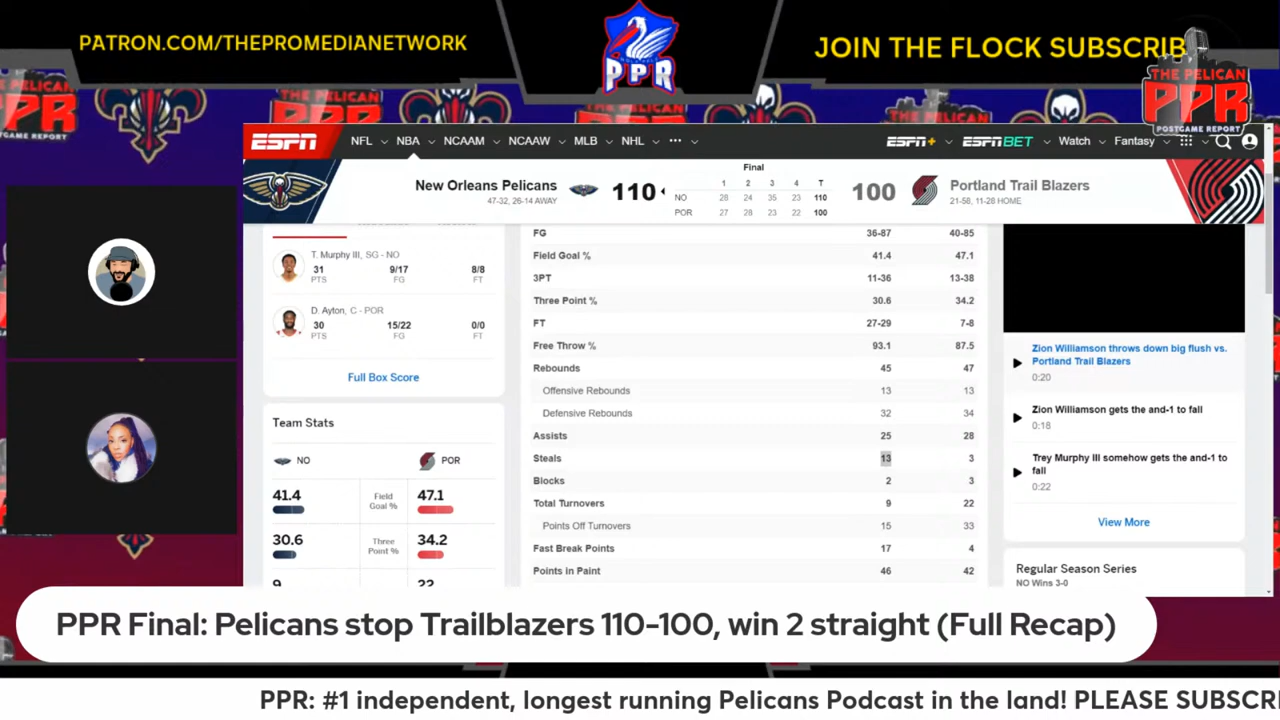 PATRON.COM/THEPROMEDIANETWORK
PPR
JOIN THE FLOCK SUBSCRIB
THE PELICAN
PPR
POSTGAME REPORT
ESPN NFL NBA NCAAM NCAAW MLB NHL ••• ESPN+ ESPN BET Watch Fantasy
Final
New Orleans Pelicans 110 100 Portland Trail Blazers
47-32, 26-14 AWAY 21-58, 11-28 HOME
1 2 3 4 T
NO 28 24 35 23 110
POR 27 28 23 22 100
T. Murphy III, SG - NO
31 9/17 8/8
PTS FG FT
D. Ayton, C - POR
30 15/22 0/0
PTS FG FT
Full Box Score
Team Stats
NO POR
41.4 Field Goal % 47.1
30.6 Three Point % 34.2
9 22
FG 36-87 40-85
Field Goal % 41.4 47.1
3PT 11-36 13-38
Three Point % 30.6 34.2
FT 27-29 7-8
Free Throw % 93.1 87.5
Rebounds 45 47
Offensive Rebounds 13 13
Defensive Rebounds 32 34
Assists 25 28
Steals 13 3
Blocks 2 3
Total Turnovers 9 22
Points Off Turnovers 15 33
Fast Break Points 17 4
Points in Paint 46 42
Zion Williamson throws down big flush vs.
Portland Trail Blazers
0:20
Zion Williamson gets the and-1 to fall
0:18
Trey Murphy III somehow gets the and-1 to
fall
0:22
View More
Regular Season Series
NO Wins 3-0
PPR Final: Pelicans stop Trailblazers 110-100, win 2 straight (Full Recap)
PPR: #1 independent, longest running Pelicans Podcast in the land! PLEASE SUBSCRI